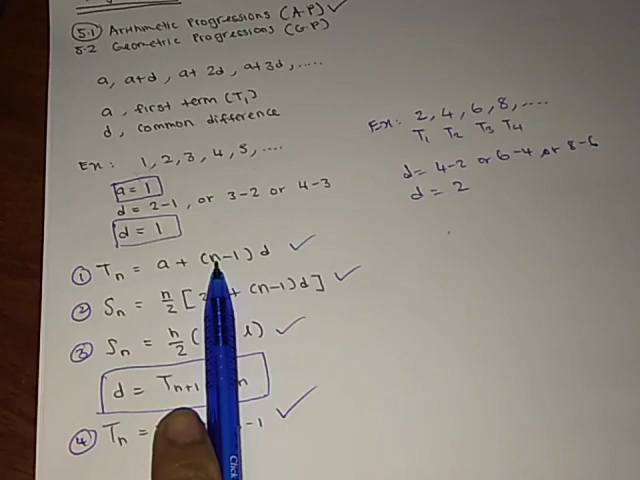 5.1 Arithmetic Progressions (A.P) ✓
5.2 Geometric Progressions (G.P)
a, a+d, a+2d, a+3d, .....
a, first term (T₁)
d, common difference
Ex: 1, 2, 3, 4, 5, ....
a = 1
d = 2-1, or 3-2 or 4-3
d = 1
① Tn = a + (n-1) d ✓
② Sn = n/2 [2 + (n-1)d] ✓
③ Sn = n/2 ( l) ✓
d = Tn+1 n
④ Tn = -1 ✓
Ex: 2, 4, 6, 8, ....
T₁ T₂ T₃ T₄
d = 4-2 or 6-4 or 8-6
d = 2
Click